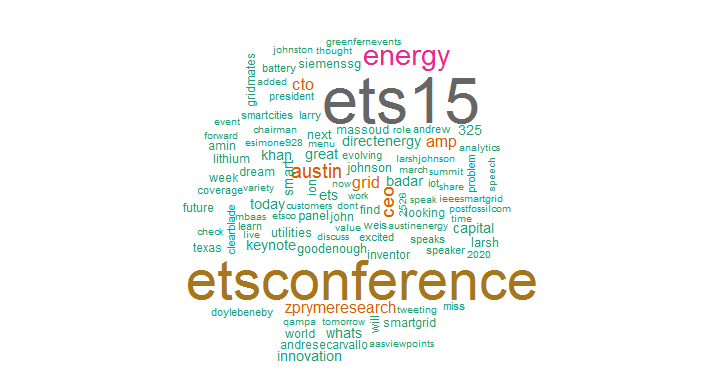 greenfernevents
johnston thought energy
battery siemenssg
gridmates added cto
president ets15
smartcities larry
event chairman next massoud role andrew 325
forward esimone928 menu directenergy amp analytics
amin khan great evolving
lithium smart austin johnson larshjohnson problem speech
week dream ion now grid badar march summit
coverage variety ets work ceo iot share ieeesmartgrid
future today customers dont find 2526 speak postfossilcom
mbaas etsco panel john looking time
check clearblade learn live utilities value weis austinenergy capital
texas keynote discuss excited speaks larsh
goodenough inventor speaker 2020
etsconference
doylebeneby zprymeresearch tweeting miss
qampa tomorrow will smartgrid
world whats
andresecarvallo aasviewpoints
innovation